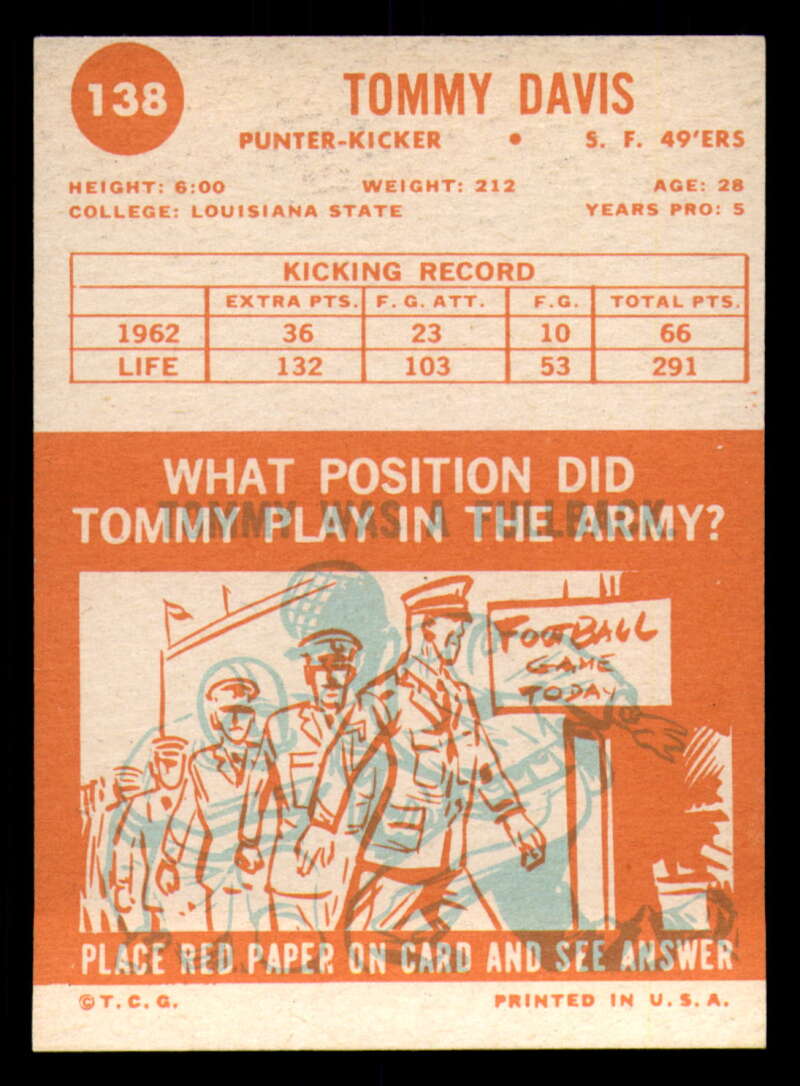 138
TOMMY DAVIS
PUNTER-KICKER • S. F. 49'ERS
HEIGHT: 6:00 WEIGHT: 212 AGE: 28
COLLEGE: LOUISIANA STATE YEARS PRO: 5
KICKING RECORD
EXTRA PTS. F. G. ATT. F.G. TOTAL PTS.
1962 36 23 10 66
LIFE 132 103 53 291
WHAT POSITION DID
TOMMY PLAY IN THE ARMY?
TOMMY WAS A FULLBACK.
FOOTBALL
GAME
TODAY
PLACE RED PAPER ON CARD AND SEE ANSWER
© T. C. G. PRINTED IN U. S. A.